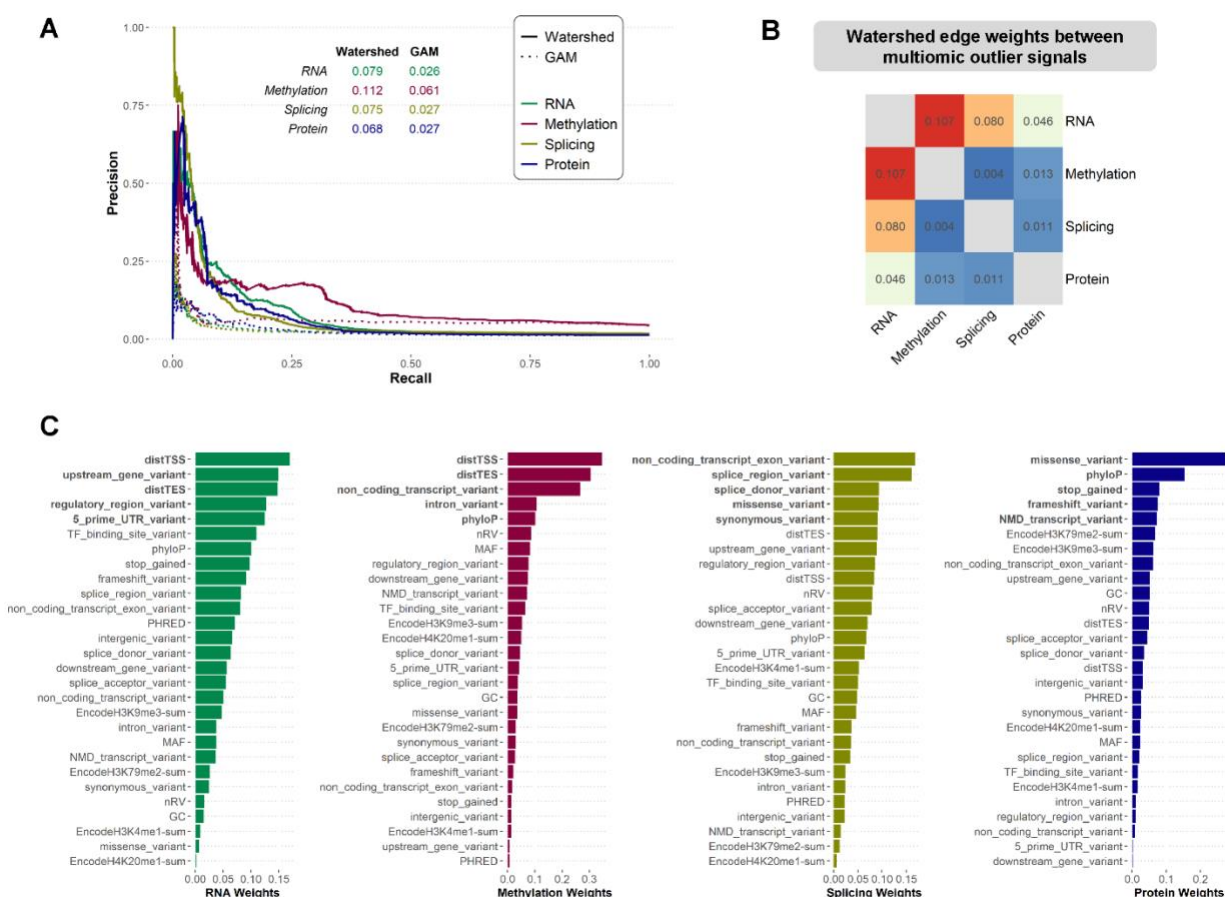 A
Watershed GAM
RNA 0.079 0.026
Methylation 0.112 0.061
Splicing 0.075 0.027
Protein 0.068 0.027
Watershed
GAM
RNA
Methylation
Splicing
Protein
1.00
0.75
0.50
0.25
0.00
Precision
0.00 0.25 0.50 0.75 1.00
Recall
B
Watershed edge weights between
multiomic outlier signals
0.107 0.080 0.046 RNA
0.107 0.004 0.013 Methylation
0.080 0.004 0.011 Splicing
0.046 0.013 0.011 Protein
RNA Methylation Splicing Protein
C
distTSS
upstream_gene_variant
distTES
regulatory_region_variant
5_prime_UTR_variant
TF_binding_site_variant
phyloP
stop_gained
frameshift_variant
splice_region_variant
non_coding_transcript_exon_variant
PHRED
intergenic_variant
splice_donor_variant
downstream_gene_variant
splice_acceptor_variant
non_coding_transcript_variant
EncodeH3K9me3-sum
intron_variant
MAF
NMD_transcript_variant
EncodeH3K79me2-sum
synonymous_variant
nRV
GC
EncodeH3K4me1-sum
missense_variant
EncodeH4K20me1-sum
0.00 0.05 0.10 0.15
RNA Weights
distTSS
distTES
non_coding_transcript_variant
intron_variant
phyloP
nRV
MAF
regulatory_region_variant
downstream_gene_variant
NMD_transcript_variant
TF_binding_site_variant
EncodeH3K9me3-sum
EncodeH4K20me1-sum
splice_donor_variant
5_prime_UTR_variant
splice_region_variant
GC
missense_variant
EncodeH3K79me2-sum
synonymous_variant
splice_acceptor_variant
frameshift_variant
non_coding_transcript_exon_variant
stop_gained
intergenic_variant
EncodeH3K4me1-sum
upstream_gene_variant
PHRED
0.0 0.1 0.2 0.3
Methylation Weights
non_coding_transcript_exon_variant
splice_region_variant
splice_donor_variant
missense_variant
synonymous_variant
distTES
upstream_gene_variant
regulatory_region_variant
distTSS
nRV
splice_acceptor_variant
downstream_gene_variant
phyloP
5_prime_UTR_variant
EncodeH3K4me1-sum
TF_binding_site_variant
GC
MAF
frameshift_variant
non_coding_transcript_variant
stop_gained
EncodeH3K9me3-sum
intron_variant
PHRED
intergenic_variant
NMD_transcript_variant
EncodeH3K79me2-sum
EncodeH4K20me1-sum
0.00 0.05 0.10 0.15
Splicing Weights
missense_variant
phyloP
stop_gained
frameshift_variant
NMD_transcript_variant
EncodeH3K79me2-sum
EncodeH3K9me3-sum
non_coding_transcript_exon_variant
upstream_gene_variant
GC
nRV
distTES
splice_acceptor_variant
splice_donor_variant
distTSS
intergenic_variant
PHRED
synonymous_variant
EncodeH4K20me1-sum
MAF
splice_region_variant
TF_binding_site_variant
EncodeH3K4me1-sum
intron_variant
regulatory_region_variant
non_coding_transcript_variant
5_prime_UTR_variant
downstream_gene_variant
0.0 0.1 0.2
Protein Weights